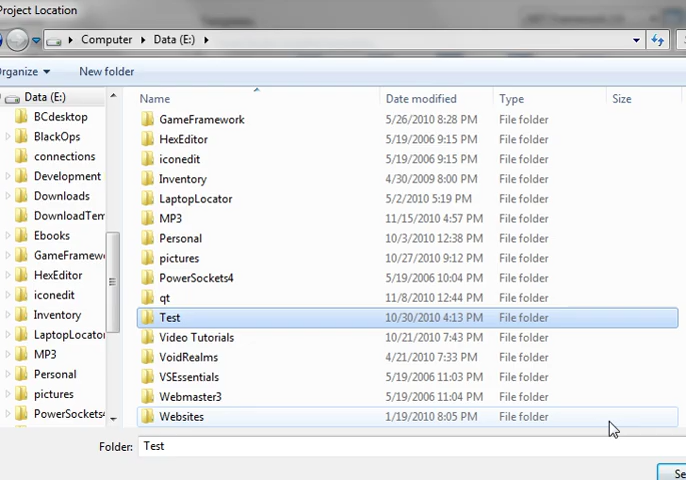 Project Location
Computer Data (E:)
Organize New folder
Data (E:)
BCdesktop
BlackOps
connections
Development
Downloads
DownloadTem
Ebooks
GameFramew
HexEditor
iconedit
Inventory
LaptopLocator
MP3
Personal
pictures
PowerSockets4
Name Date modified Type Size
GameFramework 5/26/2010 8:28 PM File folder
HexEditor 5/19/2006 9:15 PM File folder
iconedit 5/19/2006 9:15 PM File folder
Inventory 4/30/2009 8:00 PM File folder
LaptopLocator 5/2/2010 5:19 PM File folder
MP3 11/15/2010 4:57 PM File folder
Personal 10/3/2010 12:38 PM File folder
pictures 10/27/2010 9:12 PM File folder
PowerSockets4 5/19/2006 10:04 PM File folder
qt 11/8/2010 12:44 PM File folder
Test 10/30/2010 4:13 PM File folder
Video Tutorials 10/21/2010 7:43 PM File folder
VoidRealms 4/21/2010 7:33 PM File folder
VSEssentials 5/19/2006 11:03 PM File folder
Webmaster3 5/19/2006 11:04 PM File folder
Websites 1/19/2010 8:05 PM File folder
Folder: Test
Se